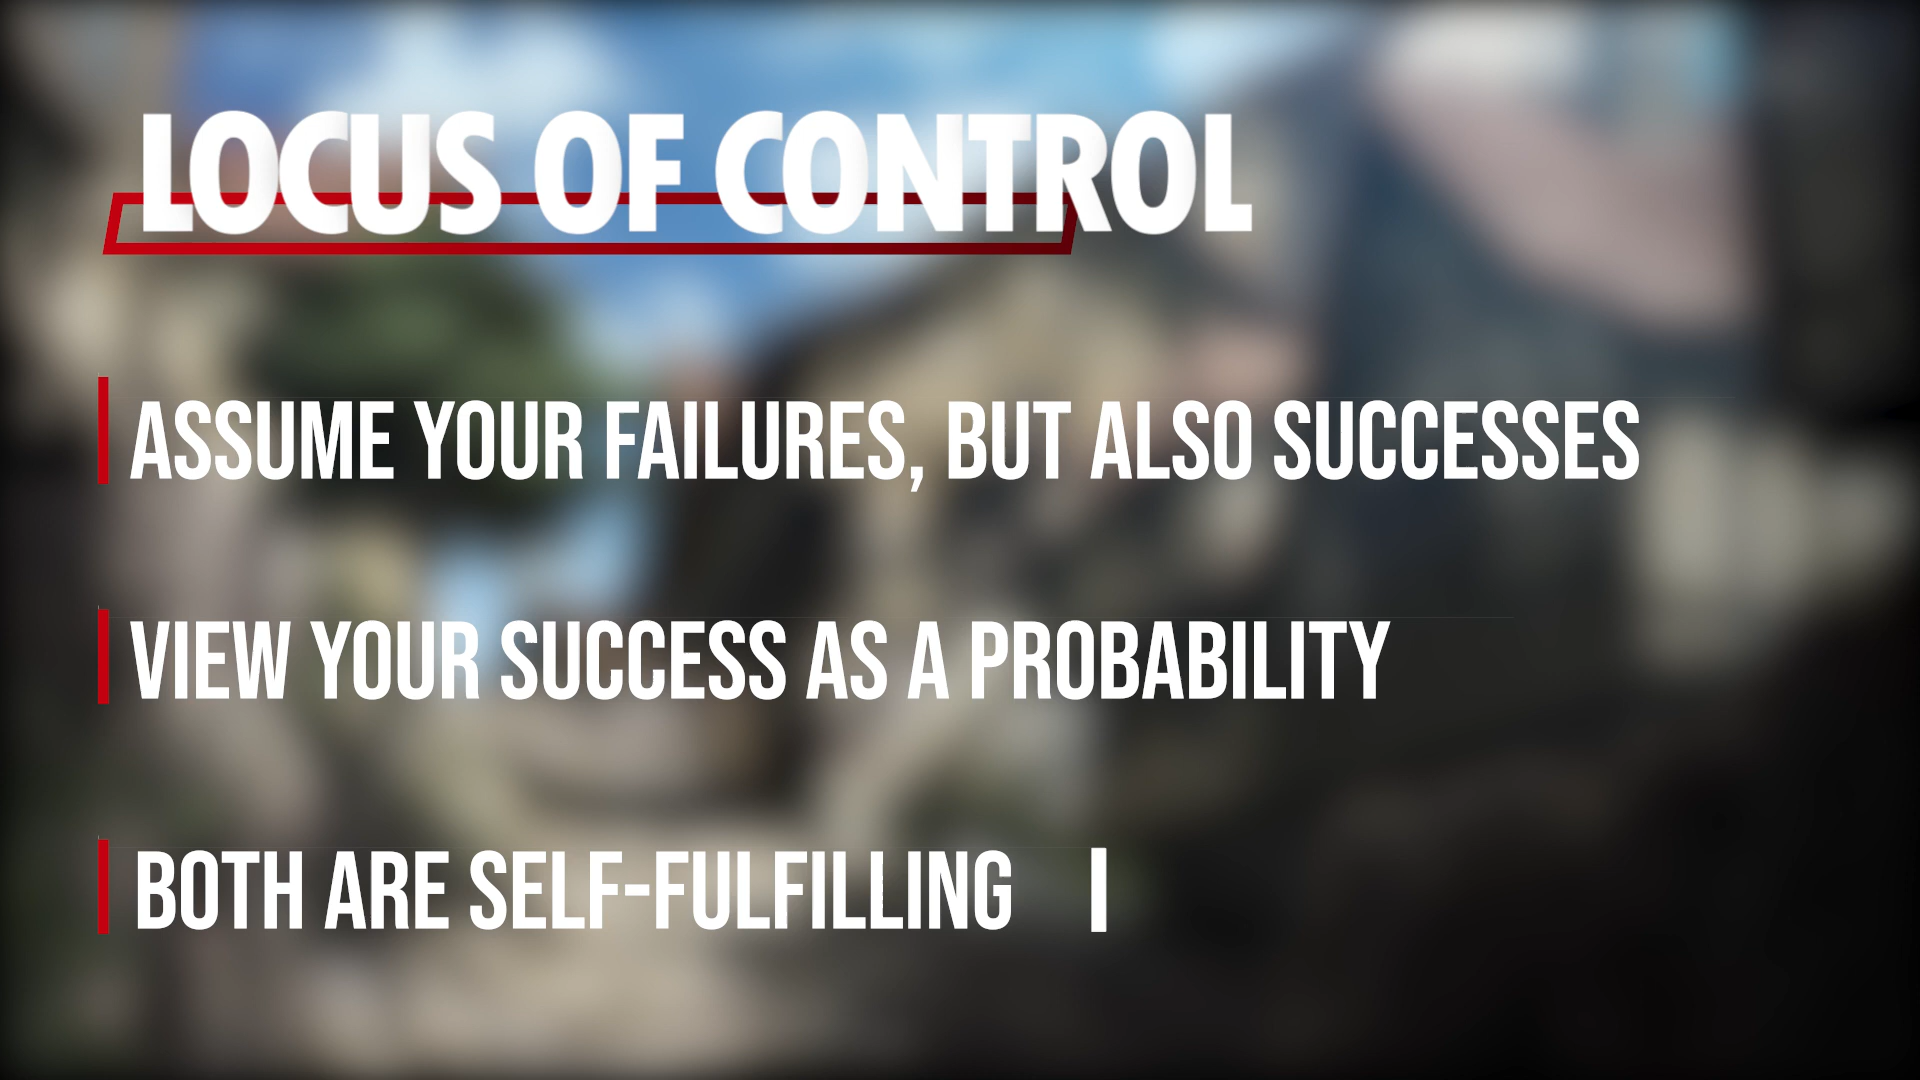 LOCUS OF CONTROL
ASSUME YOUR FAILURES, BUT ALSO SUCCESSES
VIEW YOUR SUCCESS AS A PROBABILITY
BOTH ARE SELF-FULFILLING